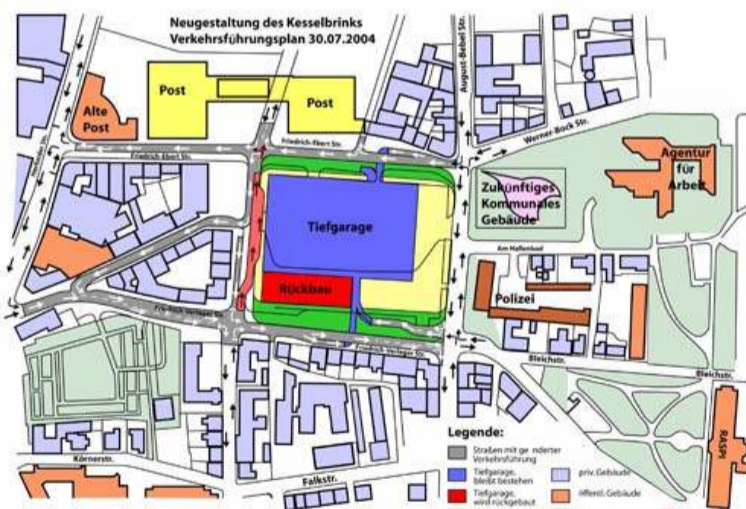 Neugestaltung des Kesselbrinks
Verkehrsführungsplan 30.07.2004
August-Bebel Str.
Post
Post
Alte
Post
Werner-Bock Str.
Friedrich-Ebert Str.
Friedrich-Ebert Str.
Agentur
für
Arbeit
Zukünftiges
Kommunales
Gebäude
Tiefgarage
Am Hallenbad
Rückbau
Polizei
Friedrich-Verleger Str.
Friedrich-Verleger Str.
Bleichstr.
Bleichstr.
RASPI
Körnerstr.
Falkstr.
Legende:
Straßen mit ge nderter
Verkehrsführung
Tiefgarage,
bleibt bestehen
priv. Gebäude
Tiefgarage,
wird rückgebaut
öffentl. Gebäude